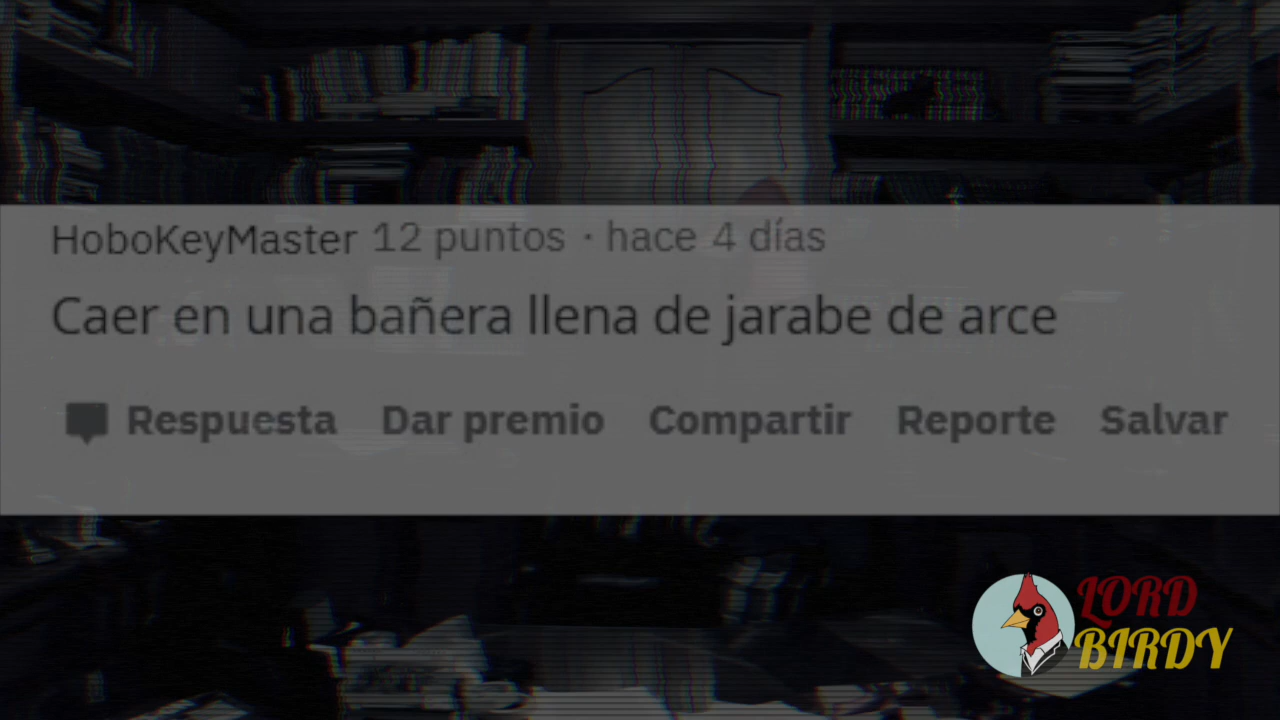 HoboKeyMaster 12 puntos · hace 4 días
Caer en una bañera llena de jarabe de arce
Respuesta Dar premio Compartir Reporte Salvar
LORD
BIRDY